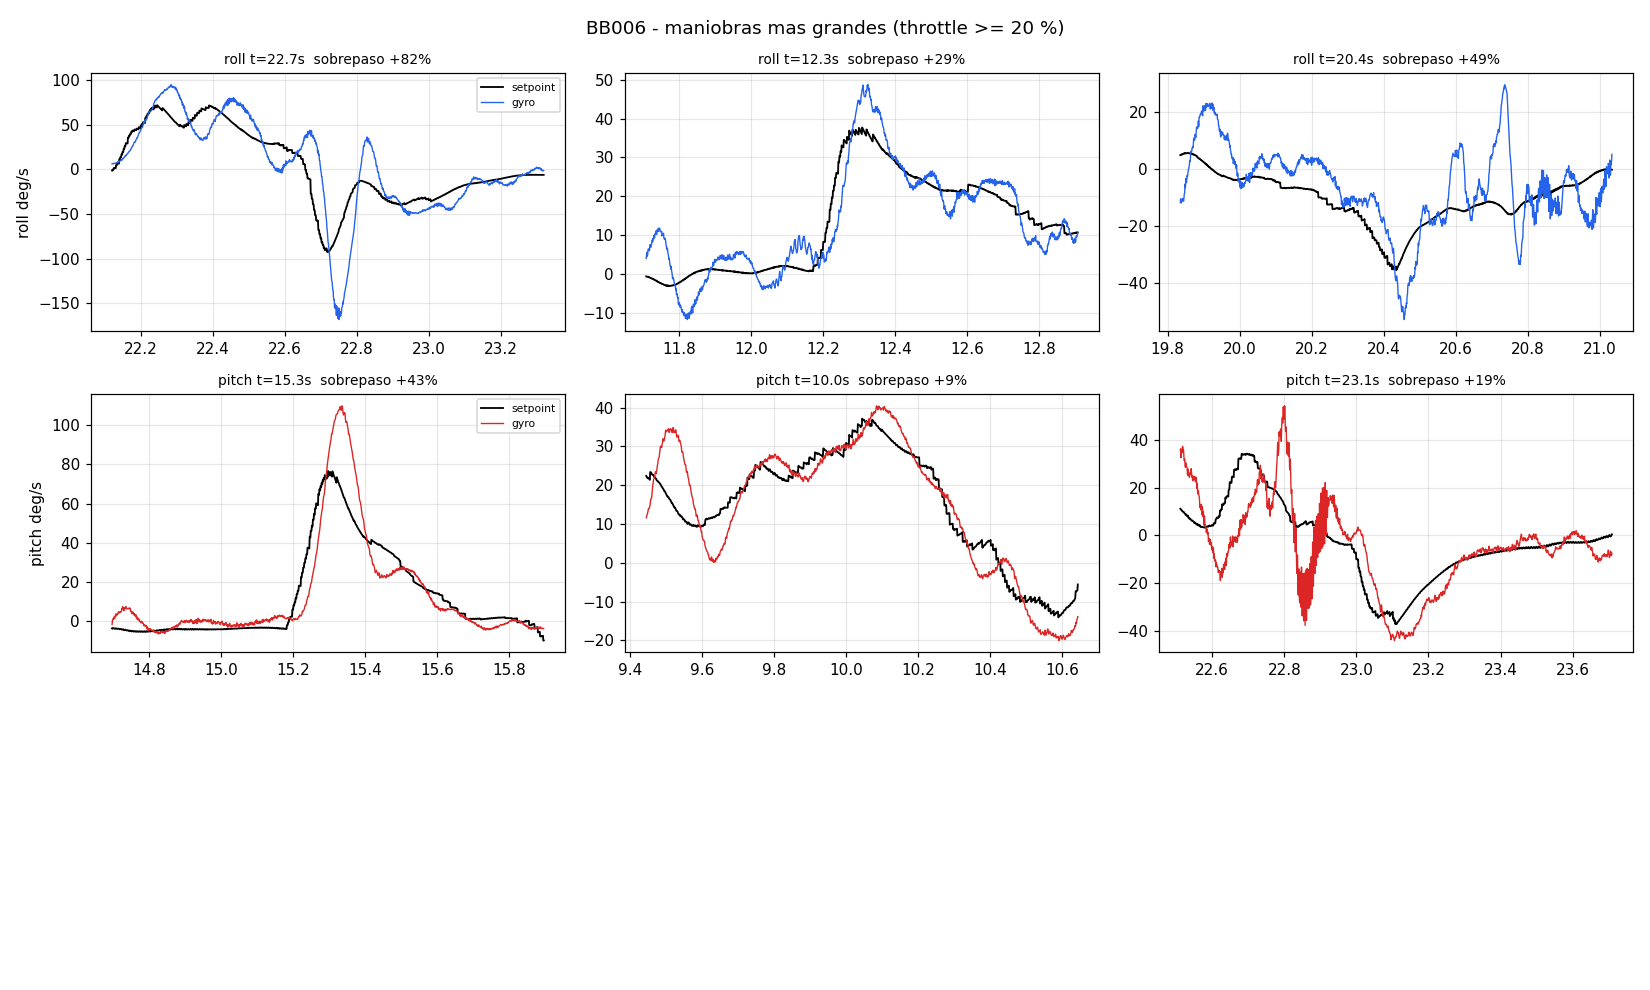 BB006 - maniobras mas grandes (throttle >= 20 %)
roll t=22.7s  sobrepaso +82%
roll t=12.3s  sobrepaso +29%
roll t=20.4s  sobrepaso +49%
roll deg/s
100
50
0
−50
−100
−150
setpoint
gyro
22.2 22.4 22.6 22.8 23.0 23.2
50
40
30
20
10
0
−10
11.8 12.0 12.2 12.4 12.6 12.8
20
0
−20
−40
19.8 20.0 20.2 20.4 20.6 20.8 21.0
pitch t=15.3s  sobrepaso +43%
pitch t=10.0s  sobrepaso +9%
pitch t=23.1s  sobrepaso +19%
pitch deg/s
100
80
60
40
20
0
setpoint
gyro
14.8 15.0 15.2 15.4 15.6 15.8
40
30
20
10
0
−10
−20
9.4 9.6 9.8 10.0 10.2 10.4 10.6
40
20
0
−20
−40
22.6 22.8 23.0 23.2 23.4 23.6